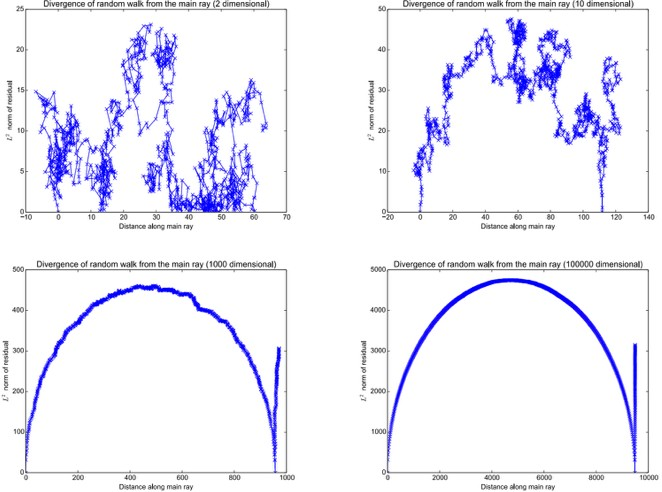 Divergence of random walk from the main ray (2 dimensional)
25
20
15
10
5
0
L² norm of residual
−10 0 10 20 30 40 50 60 70
Distance along main ray
Divergence of random walk from the main ray (10 dimensional)
50
40
30
20
10
0
L² norm of residual
−20 0 20 40 60 80 100 120 140
Distance along main ray
Divergence of random walk from the main ray (1000 dimensional)
500
400
300
200
100
0
L² norm of residual
0 200 400 600 800 1000
Distance along main ray
Divergence of random walk from the main ray (100000 dimensional)
5000
4000
3000
2000
1000
0
L² norm of residual
0 2000 4000 6000 8000 10000
Distance along main ray